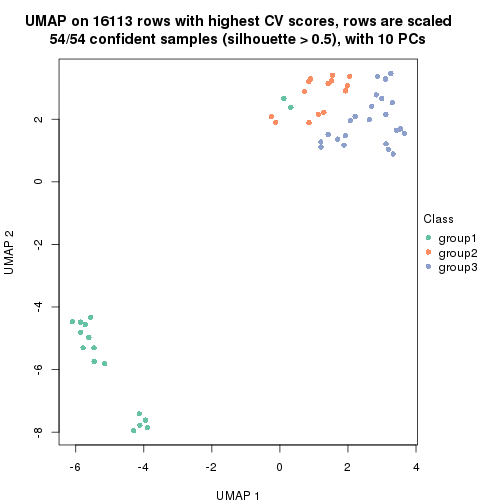 UMAP on 16113 rows with highest CV scores, rows are scaled
54/54 confident samples (silhouette > 0.5), with 10 PCs
2
0
-2
-4
-6
-8
UMAP 2
-6
-4
-2
0
2
4
UMAP 1
Class
group1
group2
group3